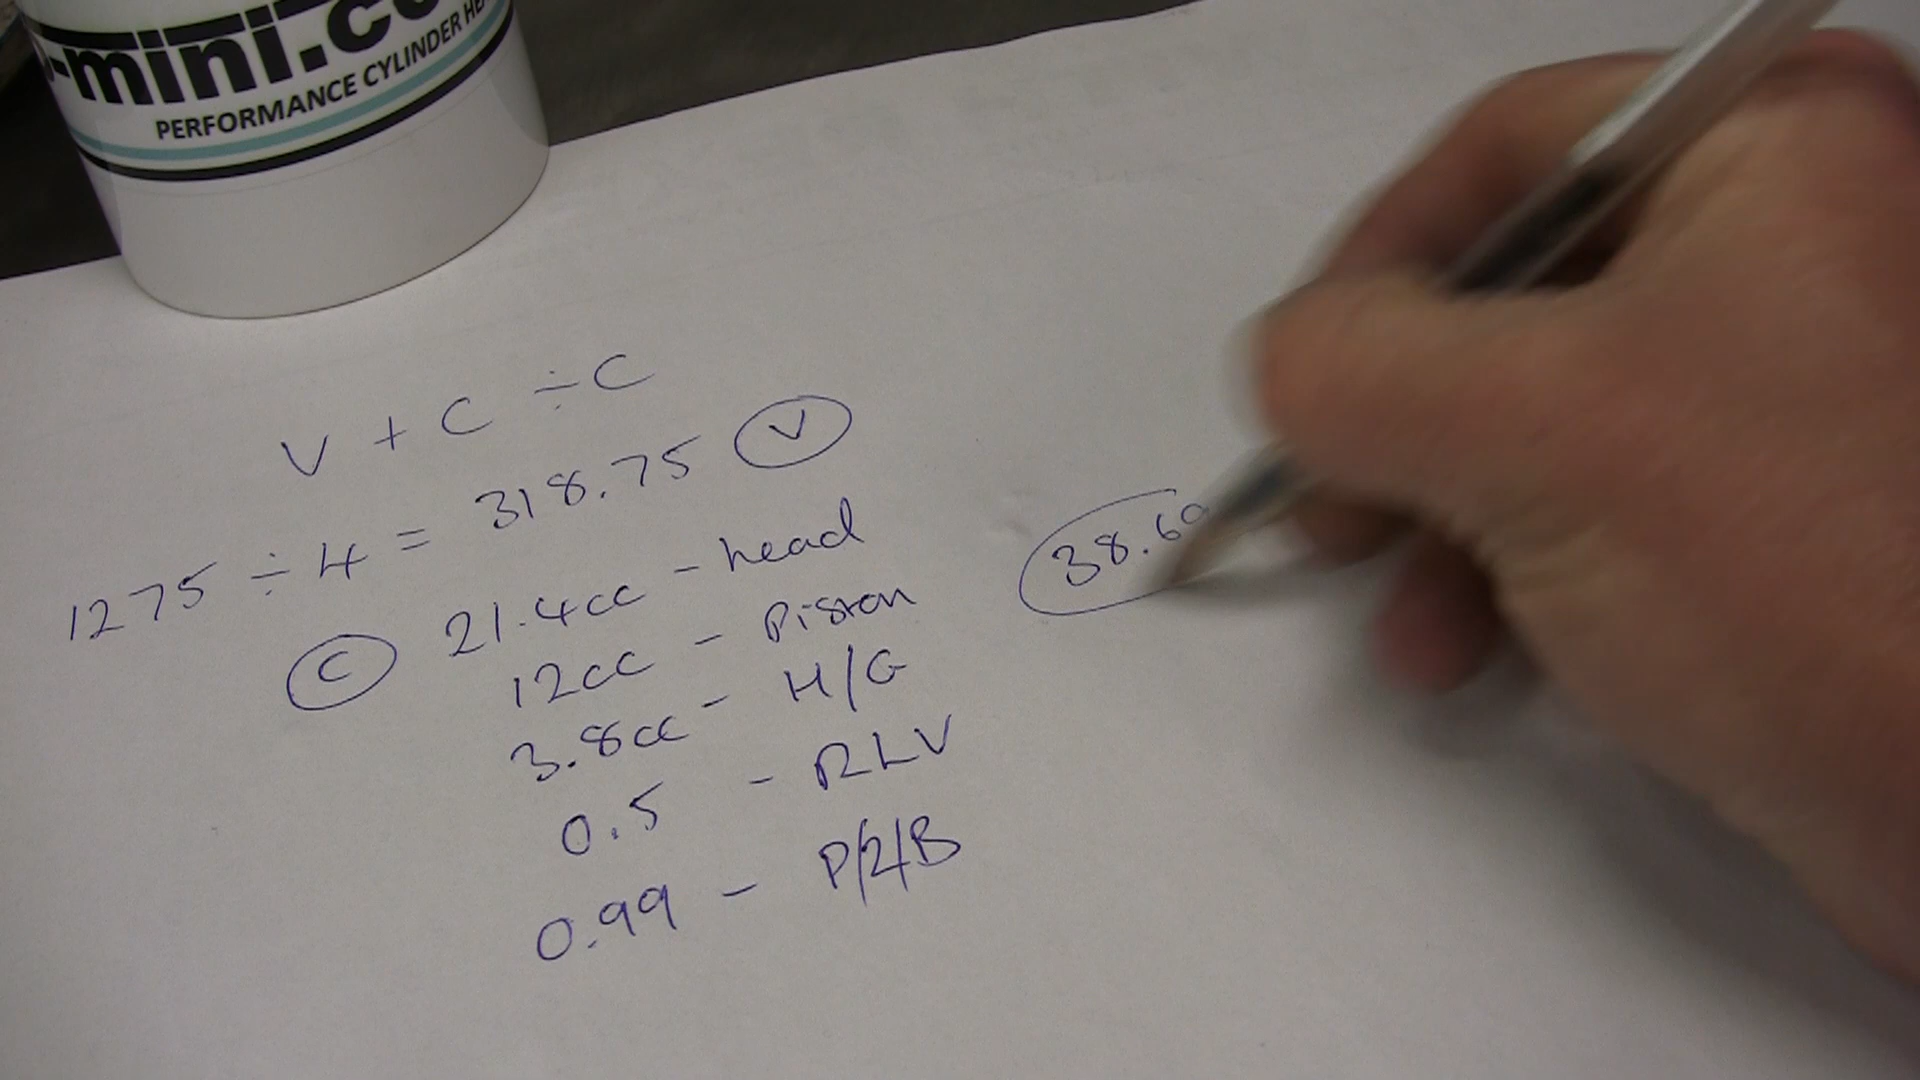 -mini.co
PERFORMANCE CYLINDER HE
V + C ÷ C
1275 ÷ 4 = 318.75 V
C 21.4cc - head
12cc - Piston
3.8cc - H/G
0.5 - RLV
0.99 - P/2/B
38.69